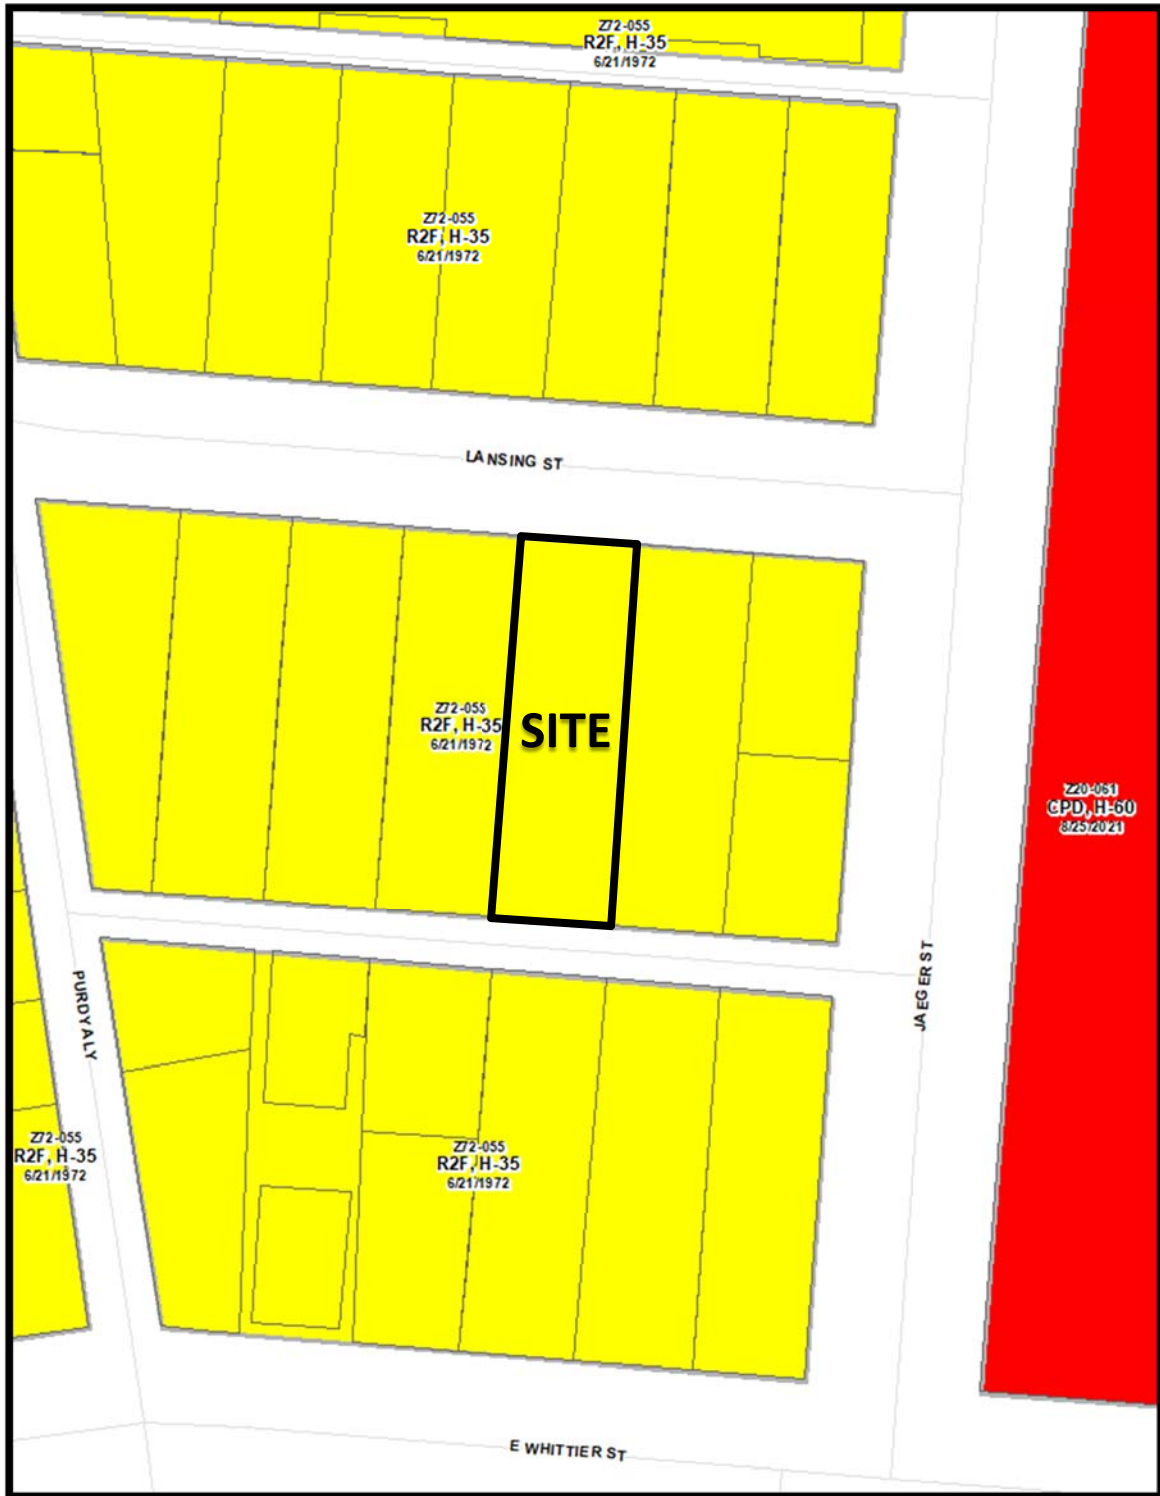 Z72-055
R2F, H-35
6/21/1972
Z72-055
R2F, H-35
6/21/1972
LANSING ST
Z72-055
R2F, H-35
6/21/1972
SITE
Z20-061
CPD, H-60
8/25/2021
JAEGER ST
PURDY ALY
Z72-055
R2F, H-35
6/21/1972
Z72-055
R2F, H-35
6/21/1972
E WHITTIER ST